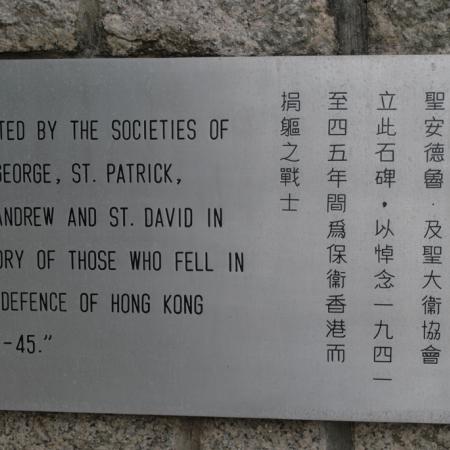 TED BY THE SOCIETIES OF
GEORGE, ST. PATRICK,
ANDREW AND ST. DAVID IN
ORY OF THOSE WHO FELL IN
DEFENCE OF HONG KONG
-45."
聖安德魯·及聖大衞協會
立此石碑，以悼念一九四一
至四五年間爲保衞香港而
捐軀之戰士